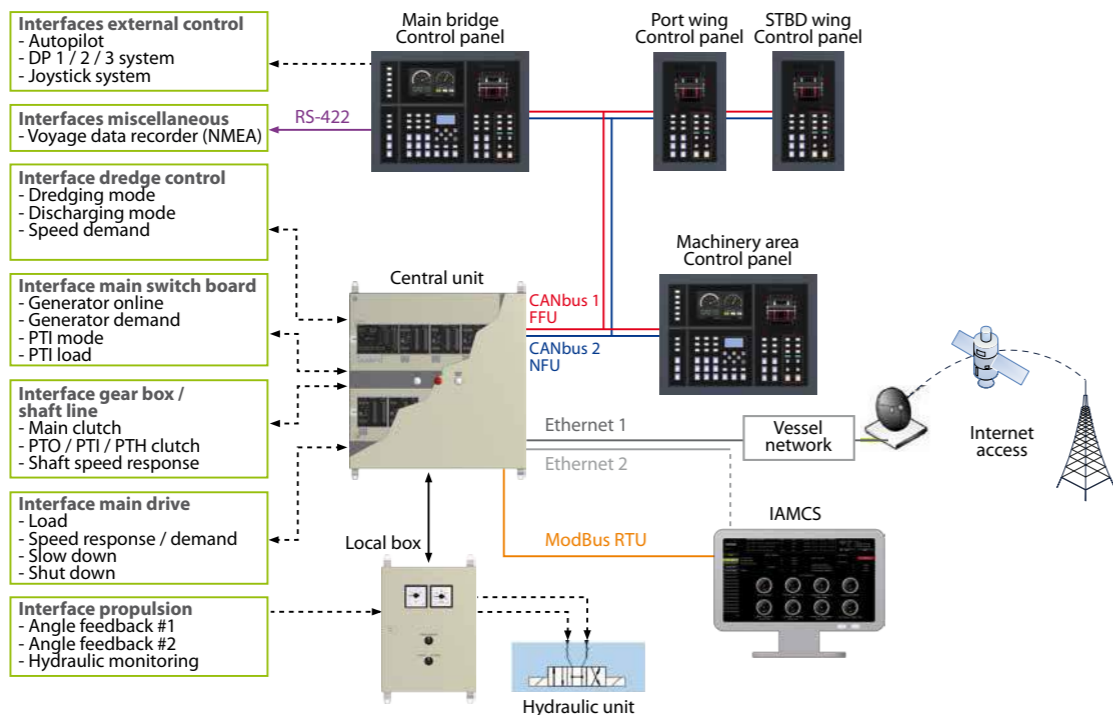 Interfaces external control
- Autopilot
- DP 1 / 2 / 3 system
- Joystick system
Interfaces miscellaneous
- Voyage data recorder (NMEA)
Interface dredge control
- Dredging mode
- Discharging mode
- Speed demand
Interface main switch board
- Generator online
- Generator demand
- PTI mode
- PTI load
Interface gear box /
shaft line
- Main clutch
- PTO / PTI / PTH clutch
- Shaft speed response
Interface main drive
- Load
- Speed response / demand
- Slow down
- Shut down
Interface propulsion
- Angle feedback #1
- Angle feedback #2
- Hydraulic monitoring
Main bridge
Control panel
Port wing
Control panel
STBD wing
Control panel
RS-422
Machinery area
Control panel
Central unit
CANbus 1
FFU
CANbus 2
NFU
Ethernet 1
Ethernet 2
Vessel
network
Internet
access
ModBus RTU
IAMCS
Local box
Hydraulic unit